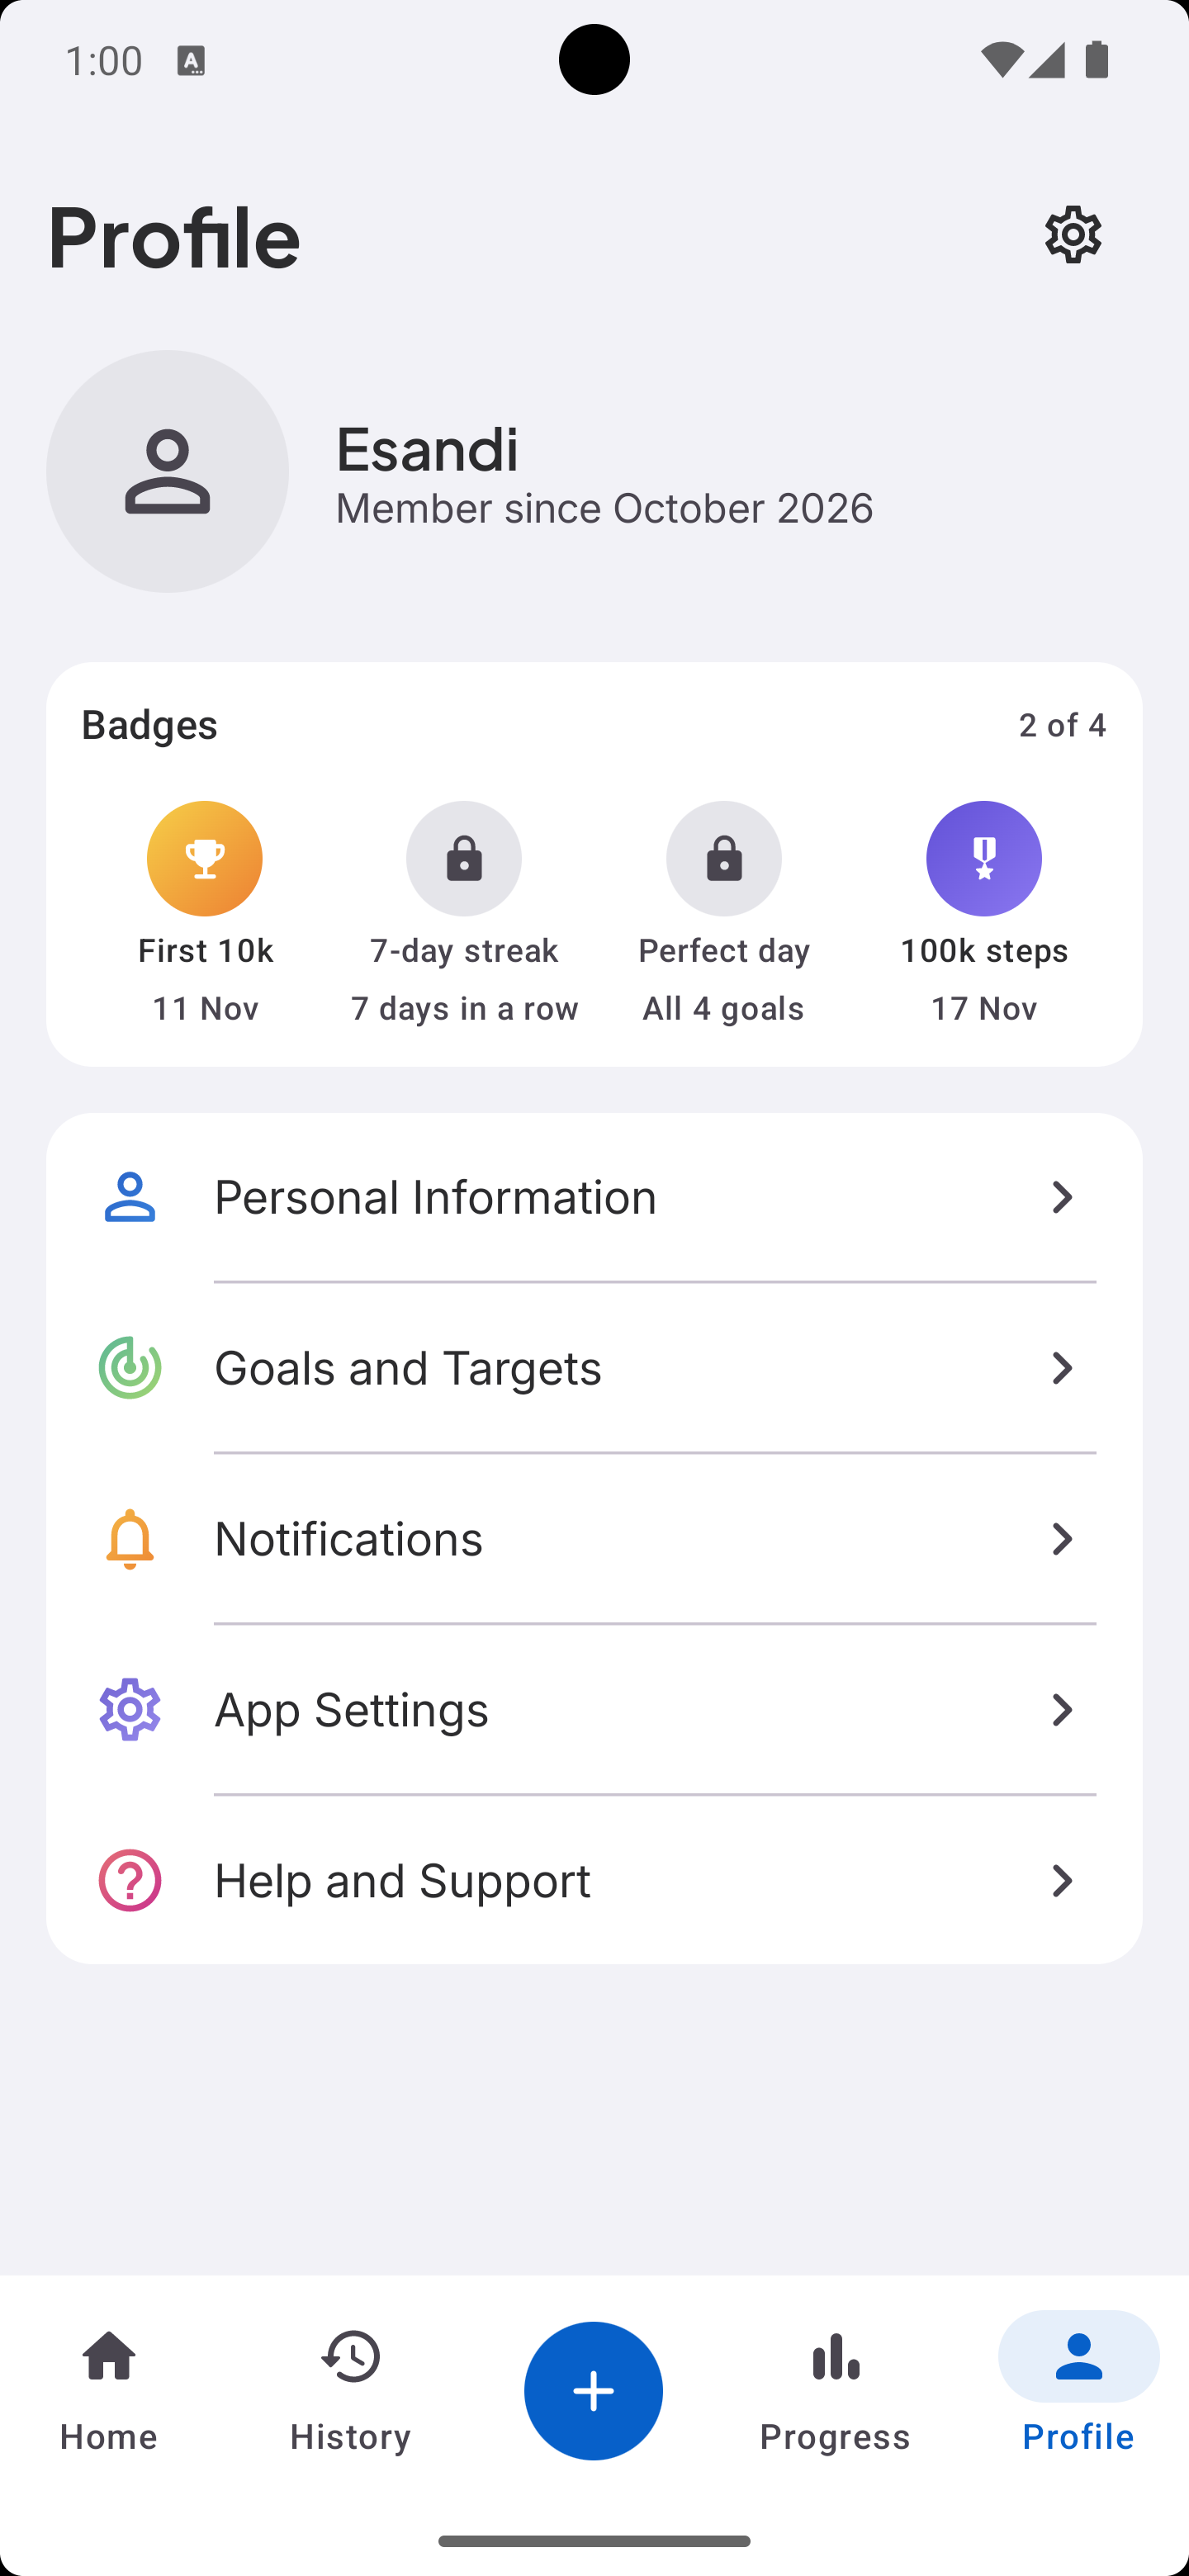 1:00
Profile
Esandi
Member since October 2026
Badges 2 of 4
First 10k 7-day streak Perfect day 100k steps
11 Nov 7 days in a row All 4 goals 17 Nov
Personal Information
Goals and Targets
Notifications
App Settings
Help and Support
Home History Progress Profile